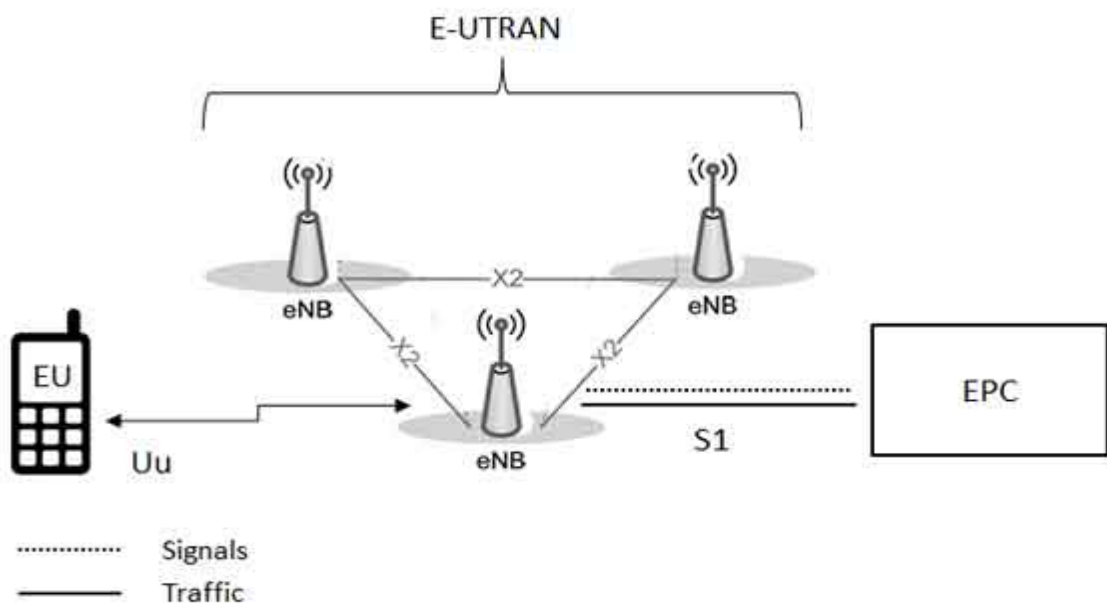 E-UTRAN
X2
eNB
eNB
X2
X2
EU
EPC
S1
Uu
eNB
Signals
Traffic